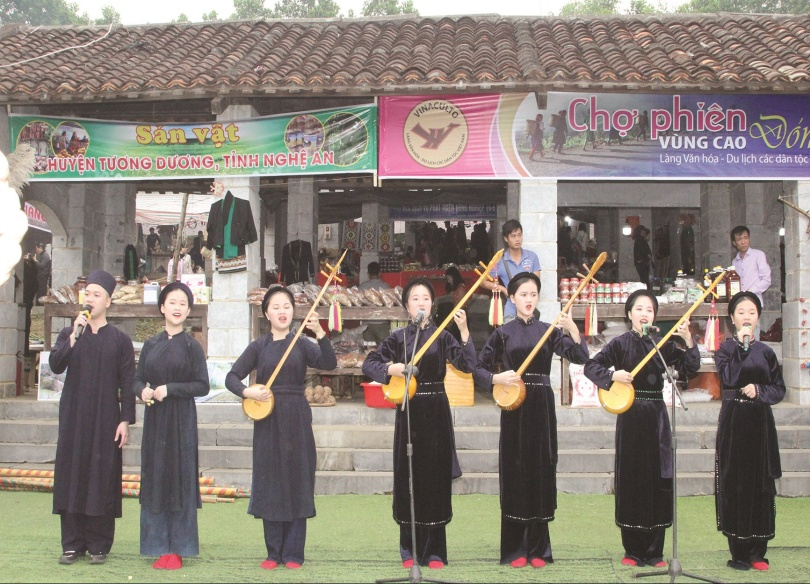 Sản vật
HUYỆN TƯƠNG DƯƠNG, TỈNH NGHỆ AN
VINACULTO
Chợ phiên
VÙNG CAO
Đón
Làng Văn hóa - Du lịch các dân tộc